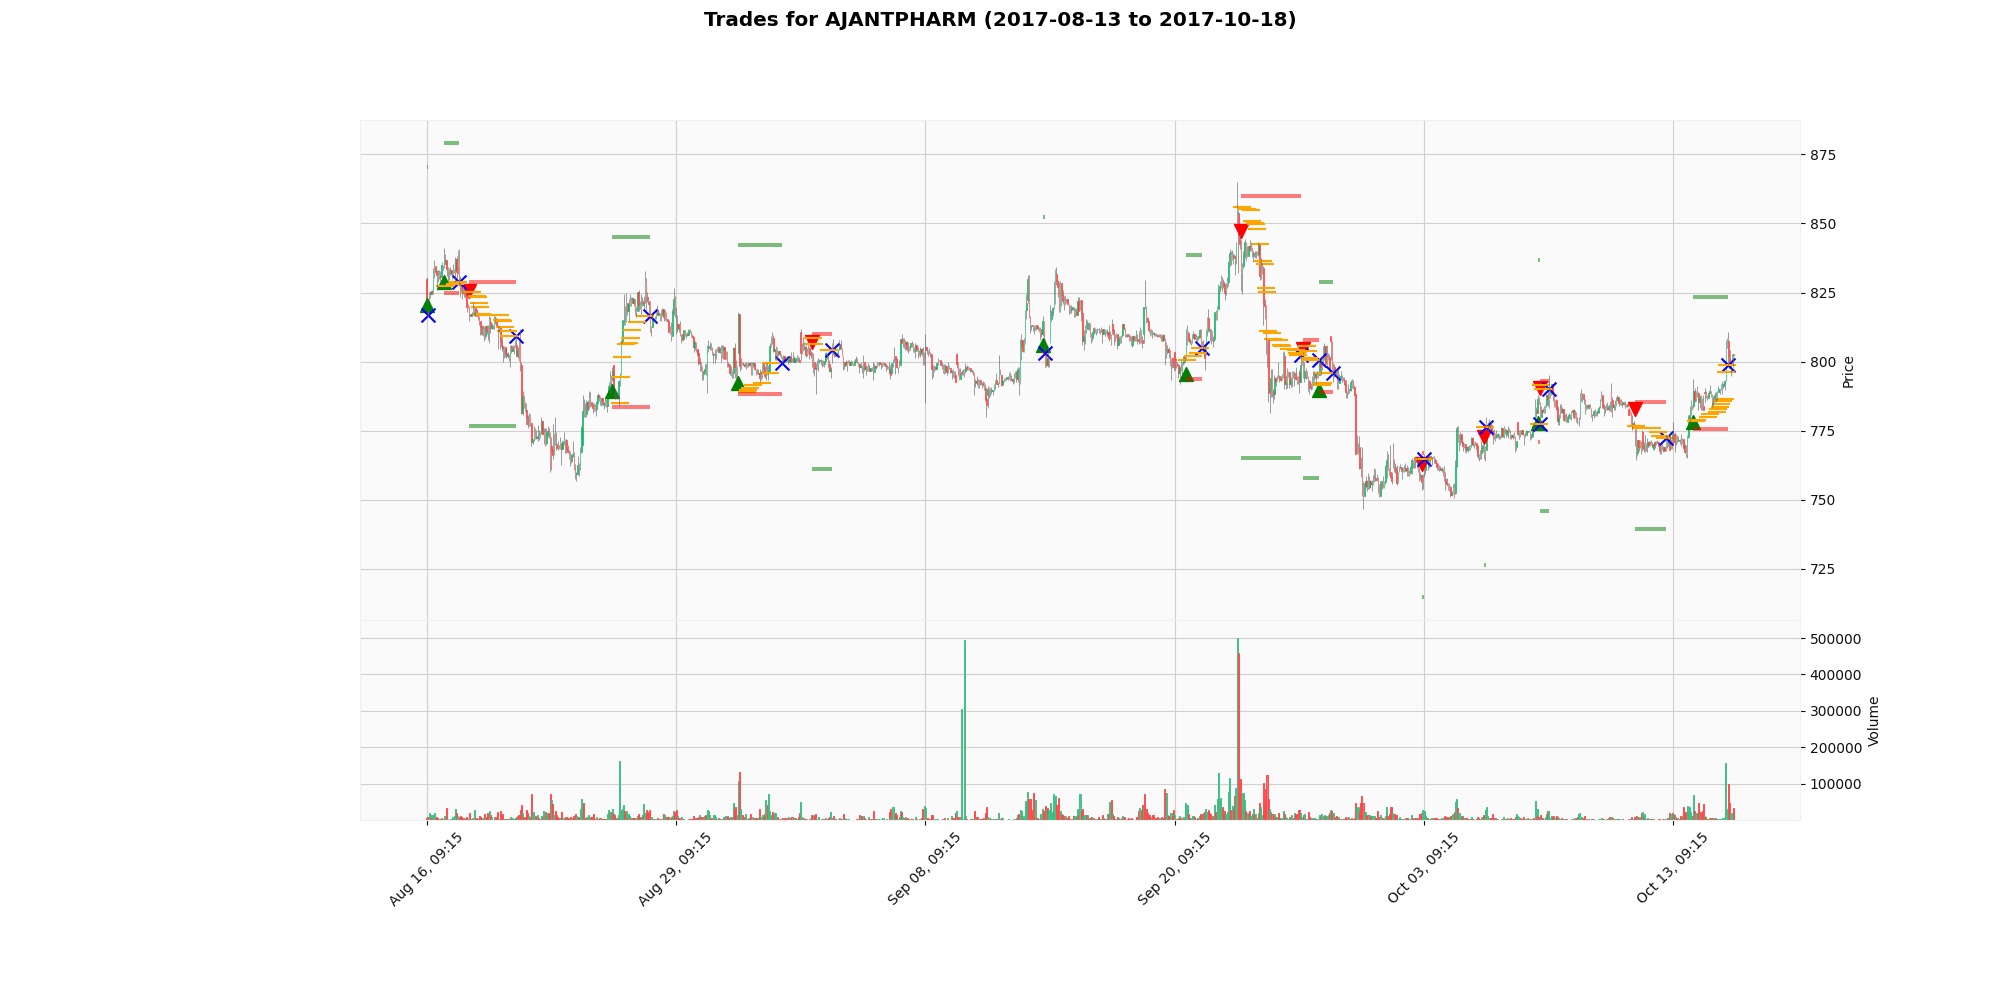 Trades for AJANTPHARM (2017-08-13 to 2017-10-18)
875
850
825
800
775
750
725
Price
500000
400000
300000
200000
100000
Volume
Aug 16, 09:15
Aug 29, 09:15
Sep 08, 09:15
Sep 20, 09:15
Oct 03, 09:15
Oct 13, 09:15